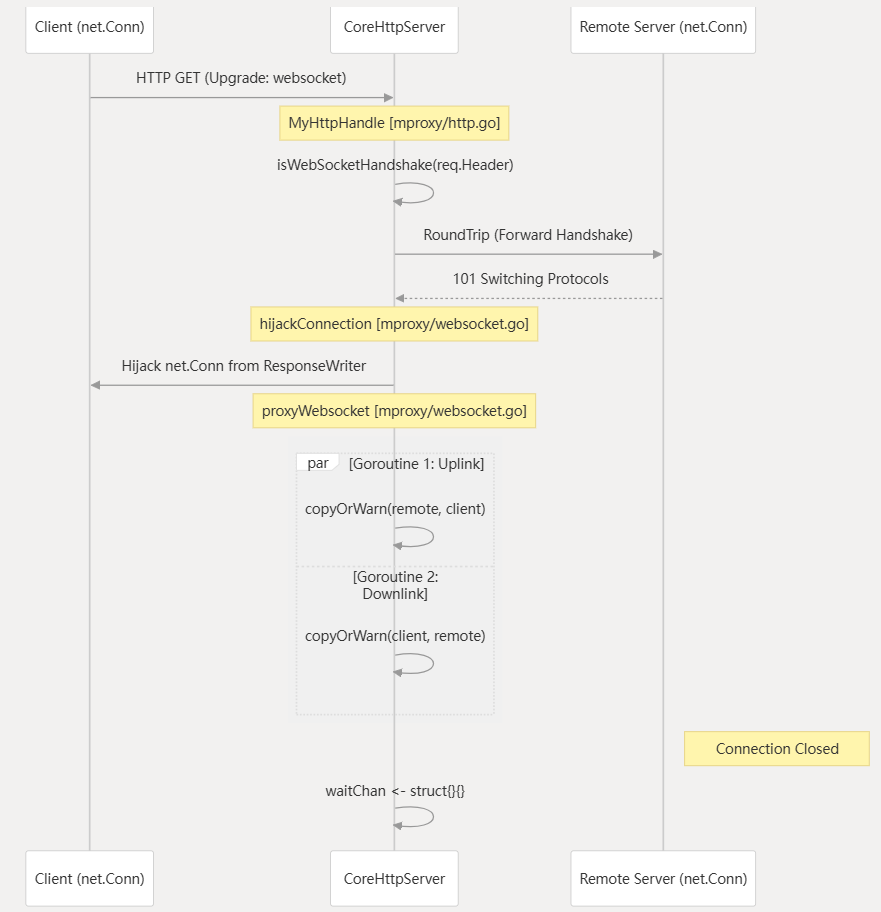 Client (net.Conn)
CoreHttpServer
Remote Server (net.Conn)
HTTP GET (Upgrade: websocket)
MyHttpHandle [mproxy/http.go]
isWebSocketHandshake(req.Header)
RoundTrip (Forward Handshake)
101 Switching Protocols
hijackConnection [mproxy/websocket.go]
Hijack net.Conn from ResponseWriter
proxyWebsocket [mproxy/websocket.go]
par
[Goroutine 1: Uplink]
copyOrWarn(remote, client)
[Goroutine 2:
Downlink]
copyOrWarn(client, remote)
Connection Closed
waitChan <- struct{}{}
Client (net.Conn)
CoreHttpServer
Remote Server (net.Conn)